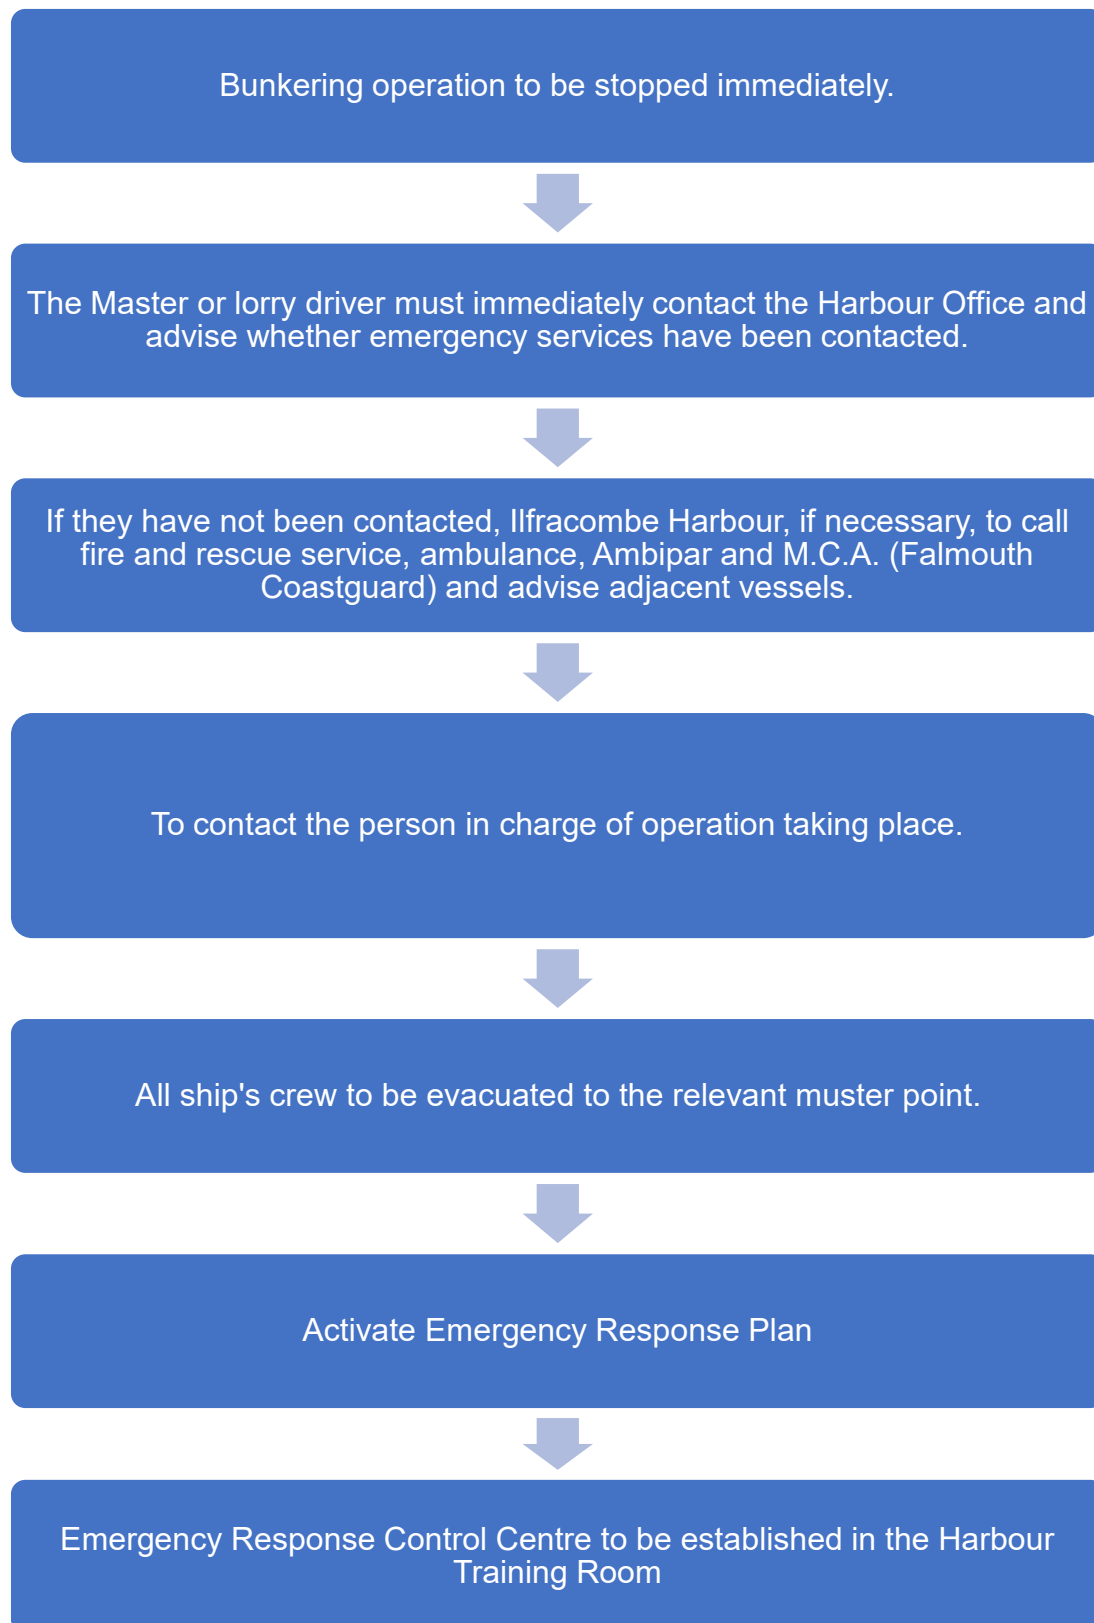 Bunkering operation to be stopped immediately.
The Master or lorry driver must immediately contact the Harbour Office and
advise whether emergency services have been contacted.
If they have not been contacted, Ilfracombe Harbour, if necessary, to call
fire and rescue service, ambulance, Ambipar and M.C.A. (Falmouth
Coastguard) and advise adjacent vessels.
To contact the person in charge of operation taking place.
All ship's crew to be evacuated to the relevant muster point.
Activate Emergency Response Plan
Emergency Response Control Centre to be established in the Harbour
Training Room